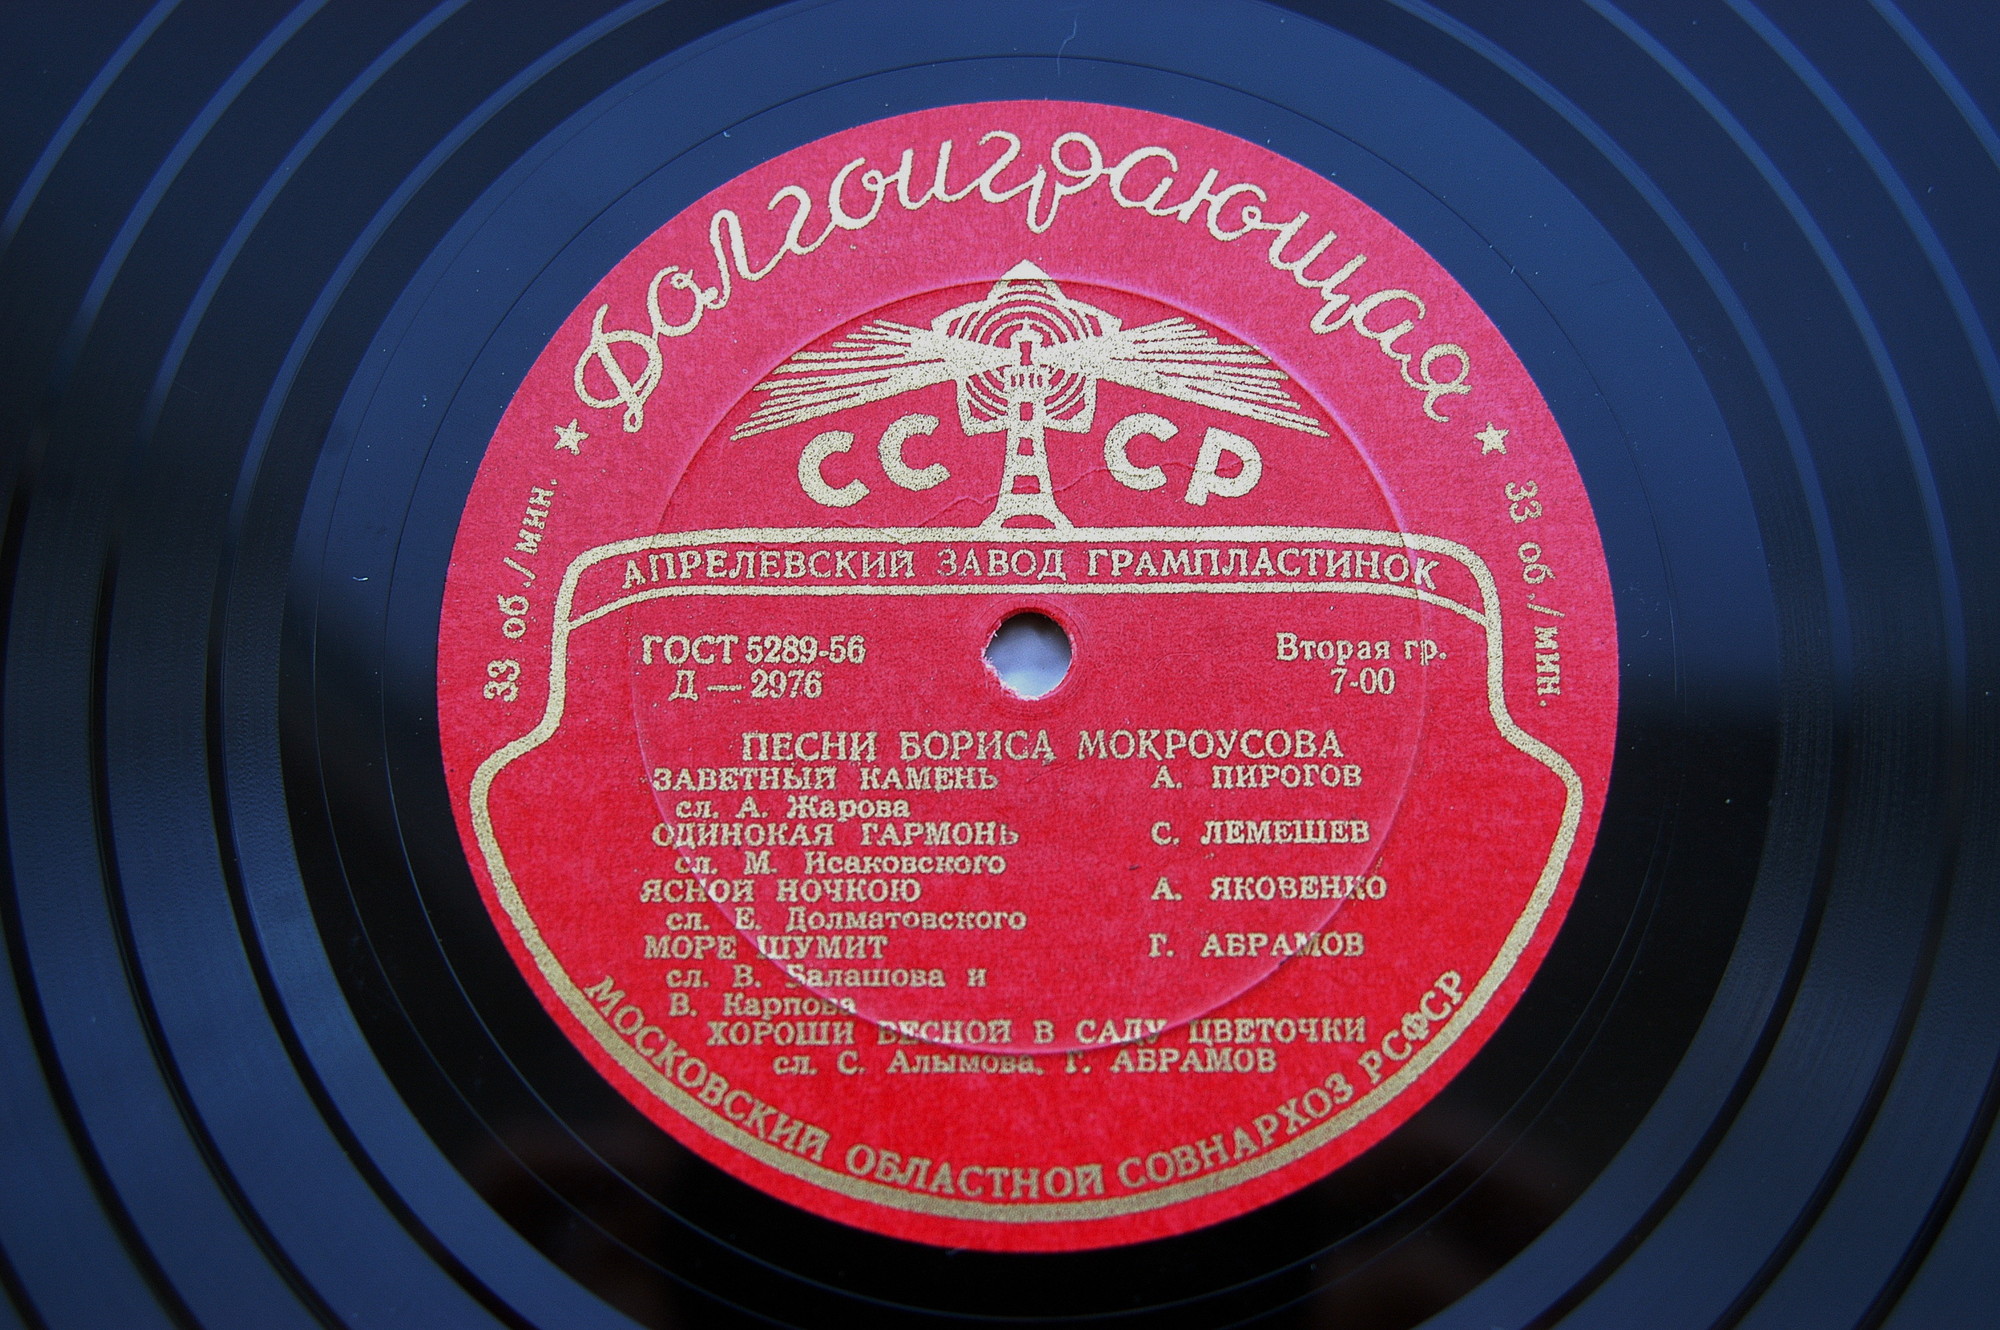 Долгоиграющая
★ 33 об./мин.
★ 33 об./мин.
СССР
АПРЕЛЕВСКИЙ ЗАВОД ГРАМПЛАСТИНОК
ГОСТ 5289-56
Д — 2976
Вторая гр.
7-00
ПЕСНИ БОРИСА МОКРОУСОВА
ЗАВЕТНЫЙ КАМЕНЬ А. ПИРОГОВ
сл. А. Жарова
ОДИНОКАЯ ГАРМОНЬ С. ЛЕМЕШЕВ
сл. М. Исаковского
ЯСНОЙ НОЧКОЮ А. ЯКОВЕНКО
сл. Е. Долматовского
МОРЕ ШУМИТ Г. АБРАМОВ
сл. В. Балашова и
В. Карпова
ХОРОШИ ВЕСНОЙ В САДУ ЦВЕТОЧКИ
сл. С. Алымова, Г. АБРАМОВ
МОСКОВСКИЙ ОБЛАСТНОЙ СОВНАРХОЗ РСФСР